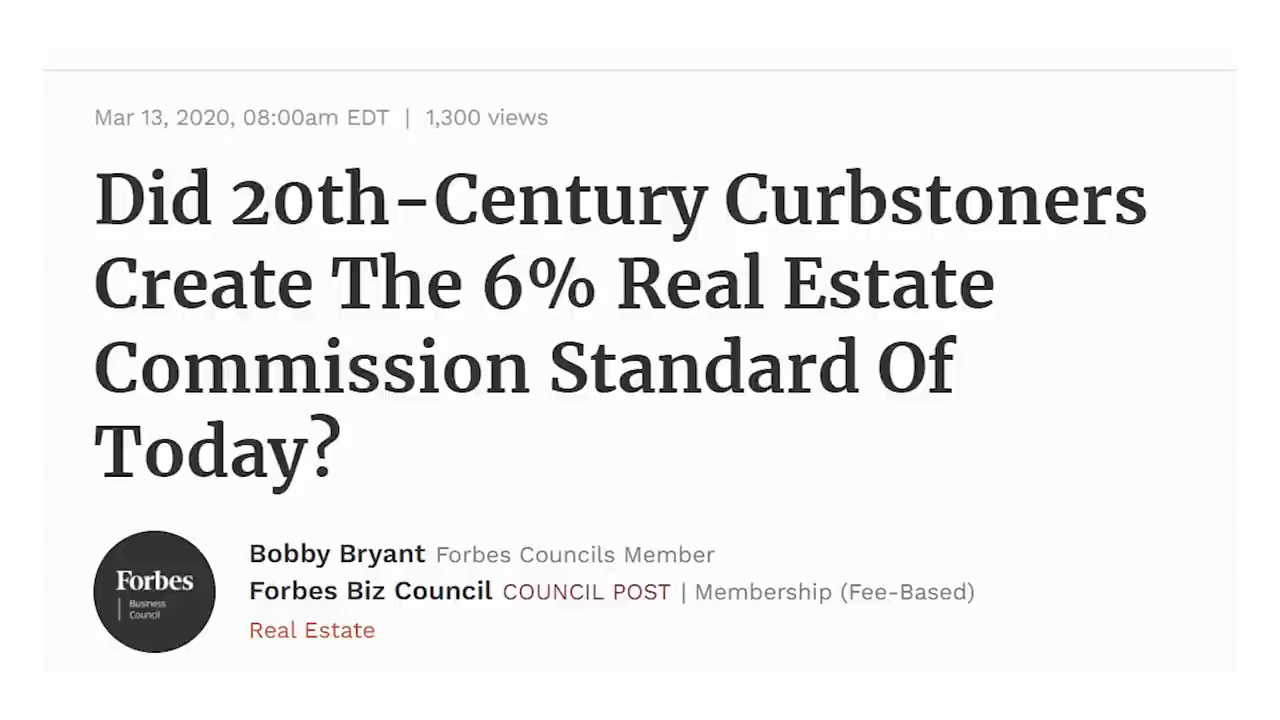 Mar 13, 2020, 08:00am EDT | 1,300 views
Did 20th-Century Curbstoners
Create The 6% Real Estate
Commission Standard Of
Today?
Forbes
Business
Council
Bobby Bryant Forbes Councils Member
Forbes Biz Council COUNCIL POST | Membership (Fee-Based)
Real Estate